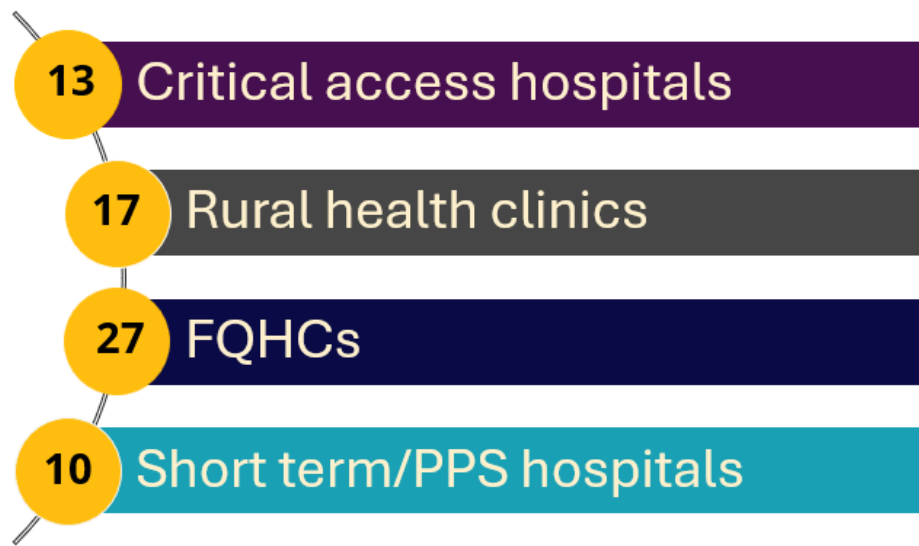 13 Critical access hospitals
17 Rural health clinics
27 FQHCs
10 Short term/PPS hospitals